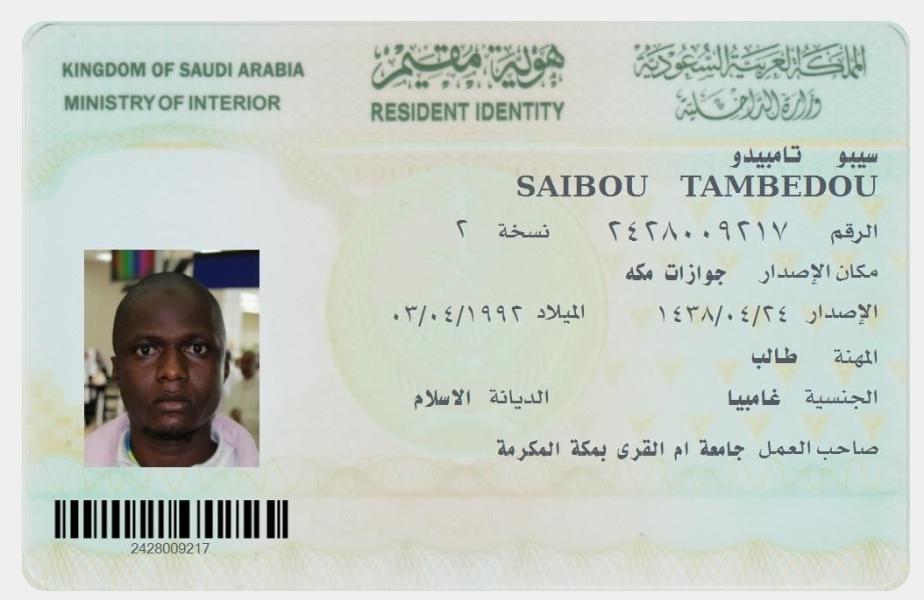 KINGDOM OF SAUDI ARABIA
MINISTRY OF INTERIOR
هوية مقيم
RESIDENT IDENTITY
المملكة العربية السعودية
وزارة الداخلية
سيبو تامبيدو
SAIBOU TAMBEDOU
الرقم ٢٤٢٨٠٠٩٢١٧ نسخة ٢
مكان الإصدار جوازات مكه
الإصدار ١٤٣٨/٠٤/٢٤ الميلاد ٠٣/٠٤/١٩٩٢
المهنة طالب
الجنسية غامبيا الديانة الاسلام
صاحب العمل جامعة ام القرى بمكة المكرمة
2428009217